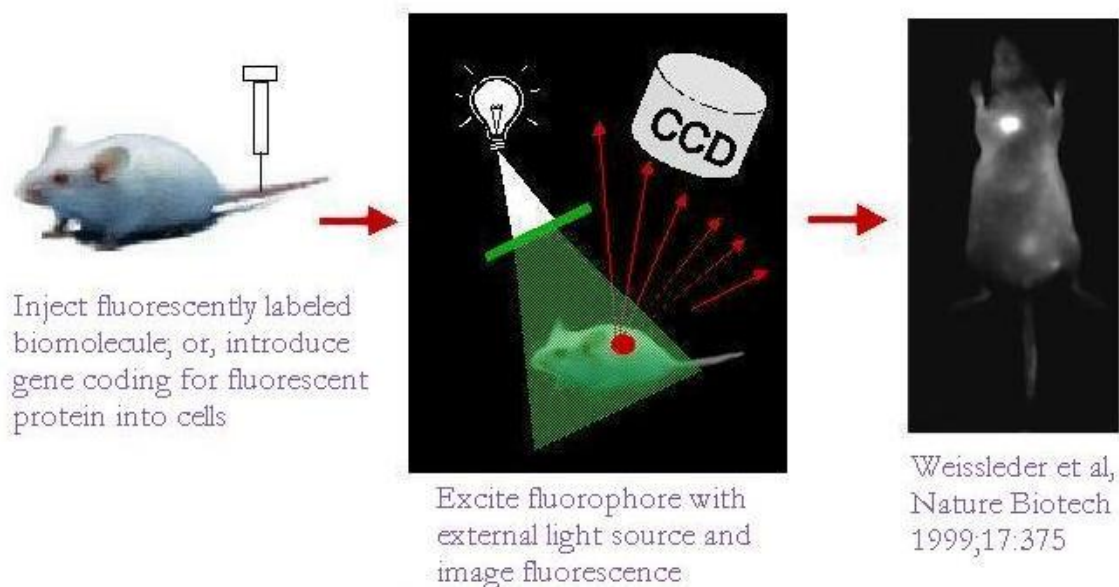 Inject fluorescently labeled
biomolecule; or, introduce
gene coding for fluorescent
protein into cells
CCD
Excite fluorophore with
external light source and
image fluorescence
Weissleder et al,
Nature Biotech
1999;17:375